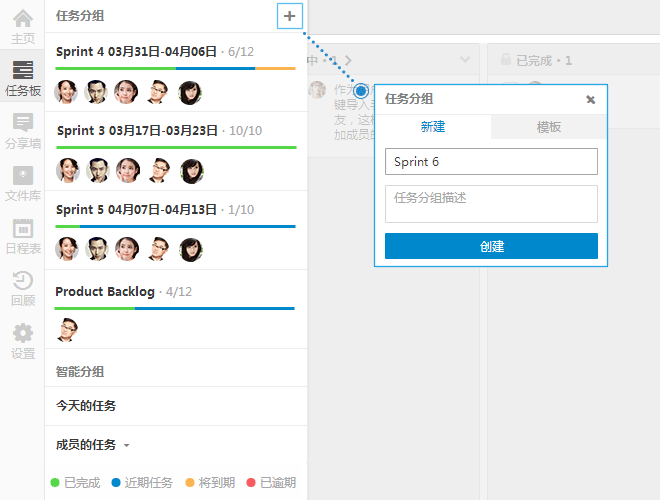 主页
任务板
分享墙
文件库
日程表
回顾
设置
任务分组
Sprint 4 03月31日-04月06日 · 6/12
Sprint 3 03月17日-03月23日 · 10/10
Sprint 5 04月07日-04月13日 · 1/10
Product Backlog · 4/12
智能分组
今天的任务
成员的任务
已完成 近期任务 将到期 已逾期
中 · 1
作为
键导入
友，这样
加成员的
已完成 · 1
任务分组
新建 模板
Sprint 6
任务分组描述
创建